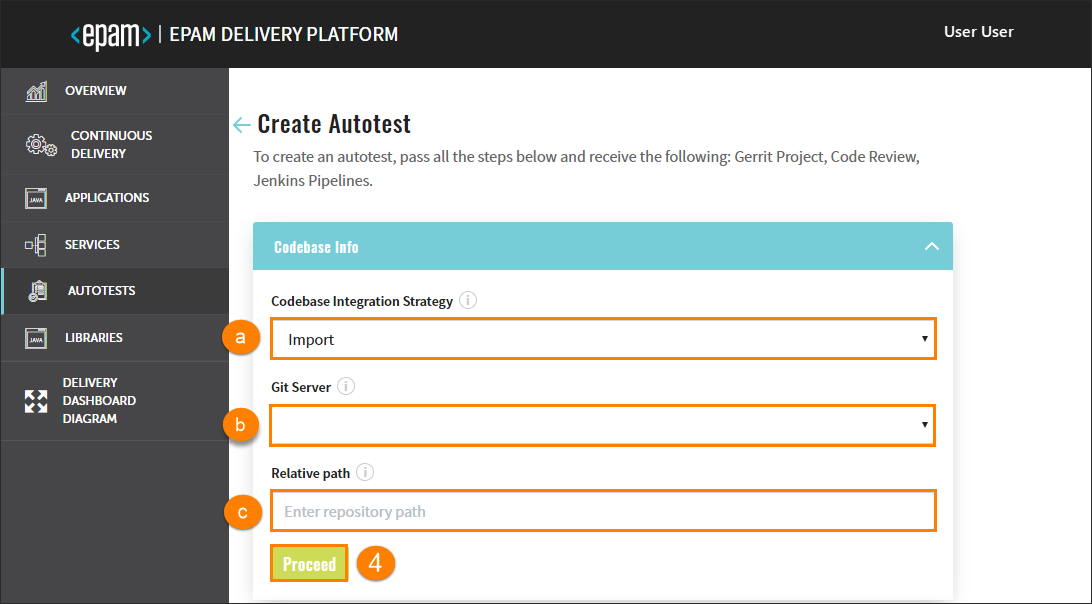 <epam> | EPAM DELIVERY PLATFORM
User User
OVERVIEW
CONTINUOUS
DELIVERY
JAVA
APPLICATIONS
SERVICES
AUTOTESTS
JAVA
LIBRARIES
DELIVERY
DASHBOARD
DIAGRAM
← Create Autotest
To create an autotest, pass all the steps below and receive the following: Gerrit Project, Code Review,
Jenkins Pipelines.
Codebase Info
Codebase Integration Strategy i
a
Import
Git Server i
b
Relative path i
c
Enter repository path
Proceed
4